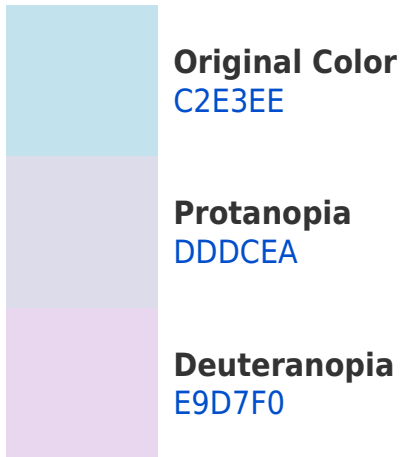 Original Color
C2E3EE
Protanopia
DDDCEA
Deuteranopia
E9D7F0